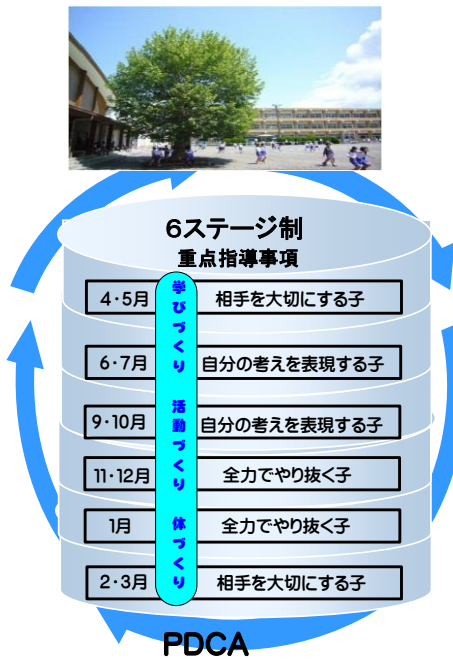 6ステージ制
重点指導事項
4・5月 相手を大切にする子
6・7月 自分の考えを表現する子
9・10月 自分の考えを表現する子
11・12月 全力でやり抜く子
1月 全力でやり抜く子
2・3月 相手を大切にする子
学びづくり 活動づくり 体づくり
PDCA